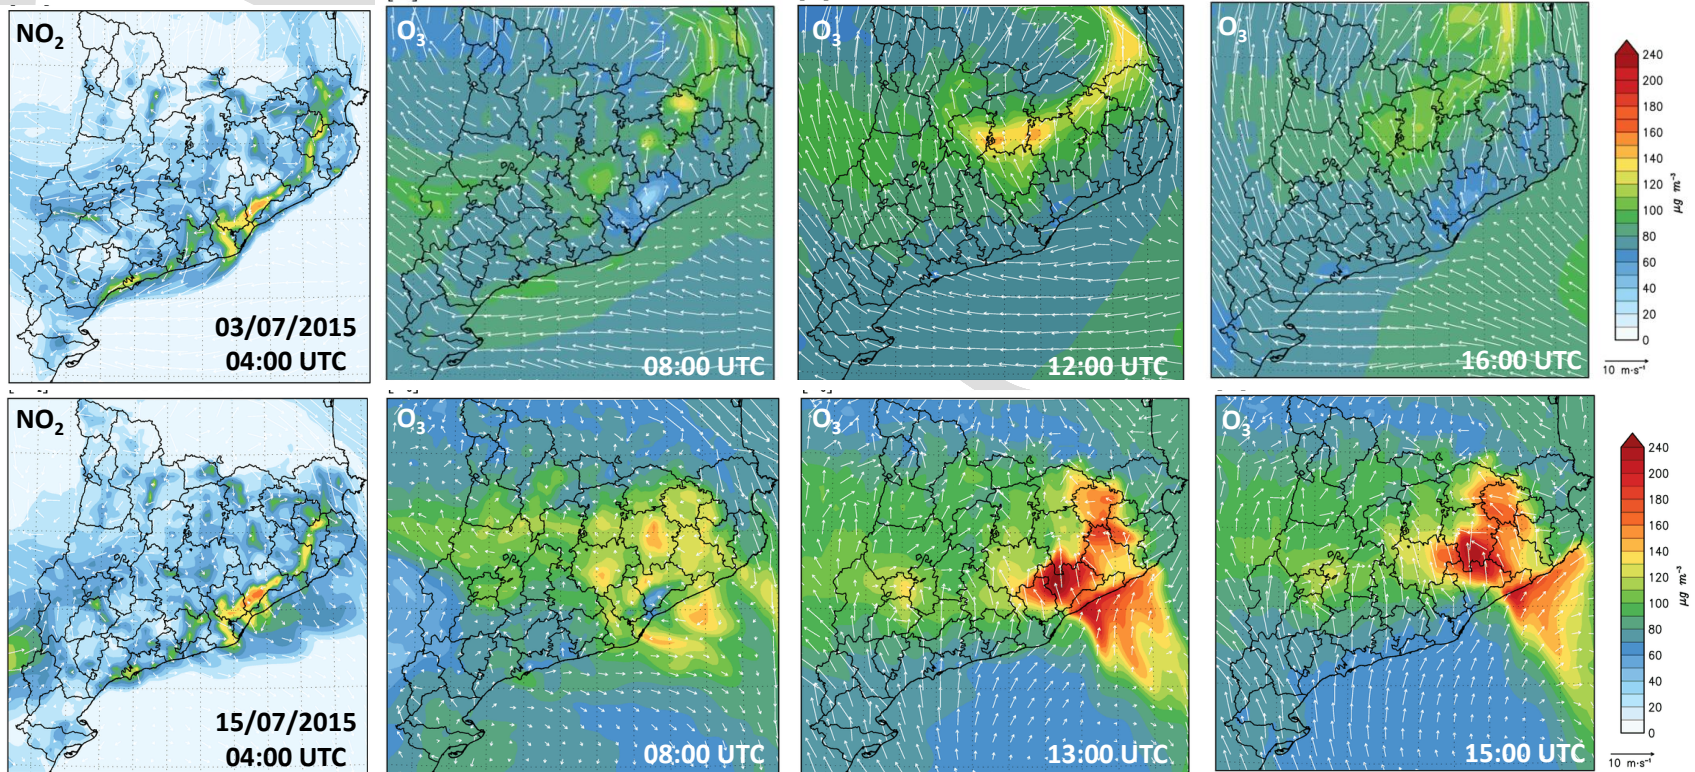 NO₂
03/07/2015
04:00 UTC
O₃
08:00 UTC
O₃
12:00 UTC
O₃
16:00 UTC
240
200
180
160
140
120
100
80
60
40
20
0
µg m⁻³
10 m·s⁻¹
NO₂
15/07/2015
04:00 UTC
O₃
08:00 UTC
O₃
13:00 UTC
O₃
15:00 UTC
240
200
180
160
140
120
100
80
60
40
20
0
µg m⁻³
10 m·s⁻¹